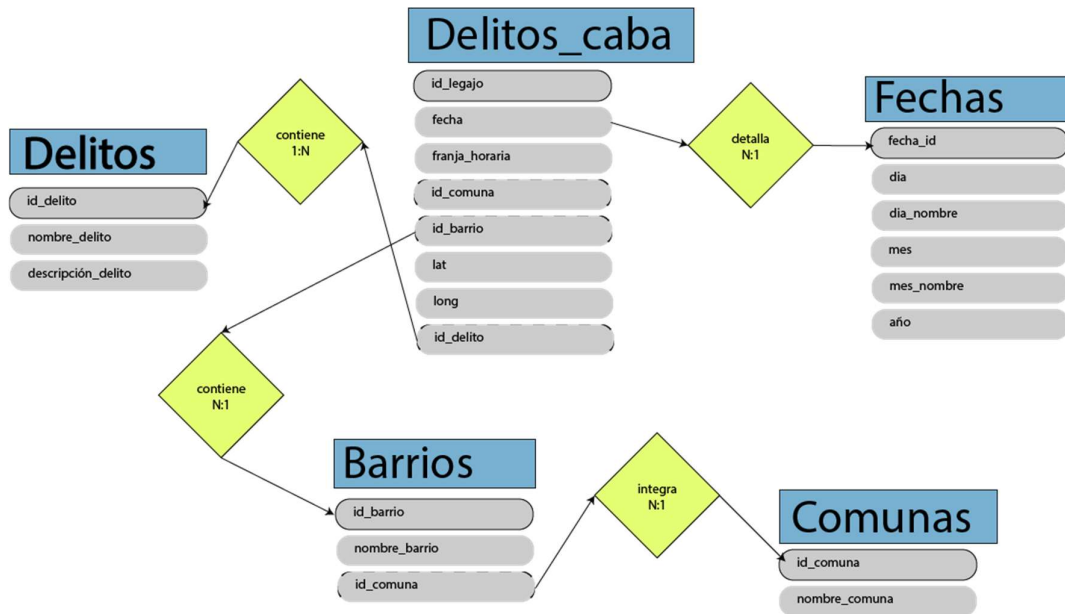 Delitos_caba
id_legajo
fecha
franja_horaria
id_comuna
id_barrio
lat
long
id_delito
contiene
1:N
Delitos
id_delito
nombre_delito
descripción_delito
detalla
N:1
Fechas
fecha_id
dia
dia_nombre
mes
mes_nombre
año
contiene
N:1
Barrios
id_barrio
nombre_barrio
id_comuna
integra
N:1
Comunas
id_comuna
nombre_comuna